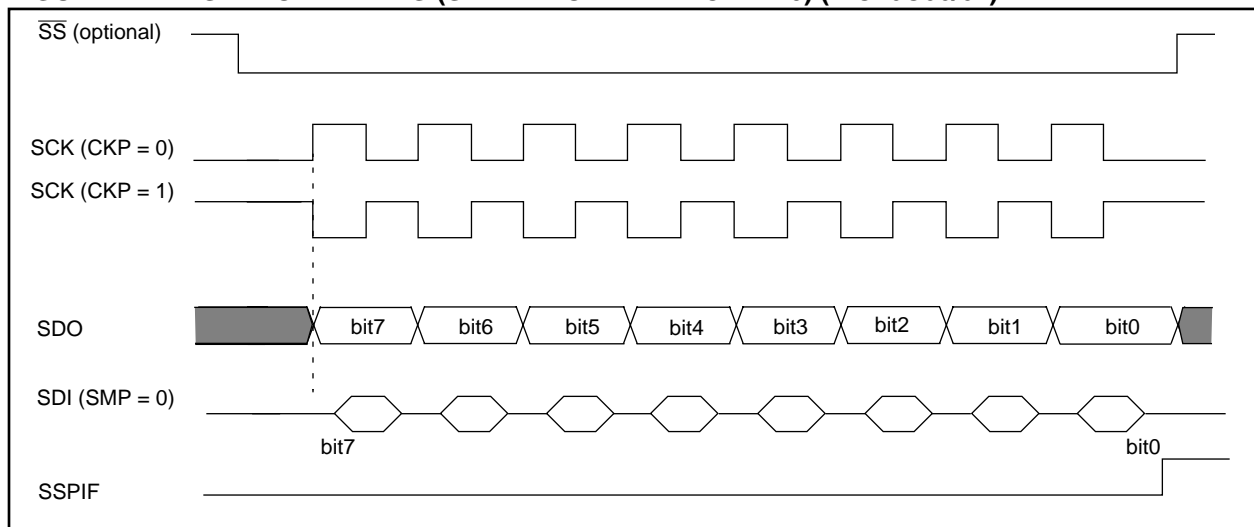 SS (optional)
SCK (CKP = 0)
SCK (CKP = 1)
SDO bit7 bit6 bit5 bit4 bit3 bit2 bit1 bit0
SDI (SMP = 0)
bit7 bit0
SSPIF